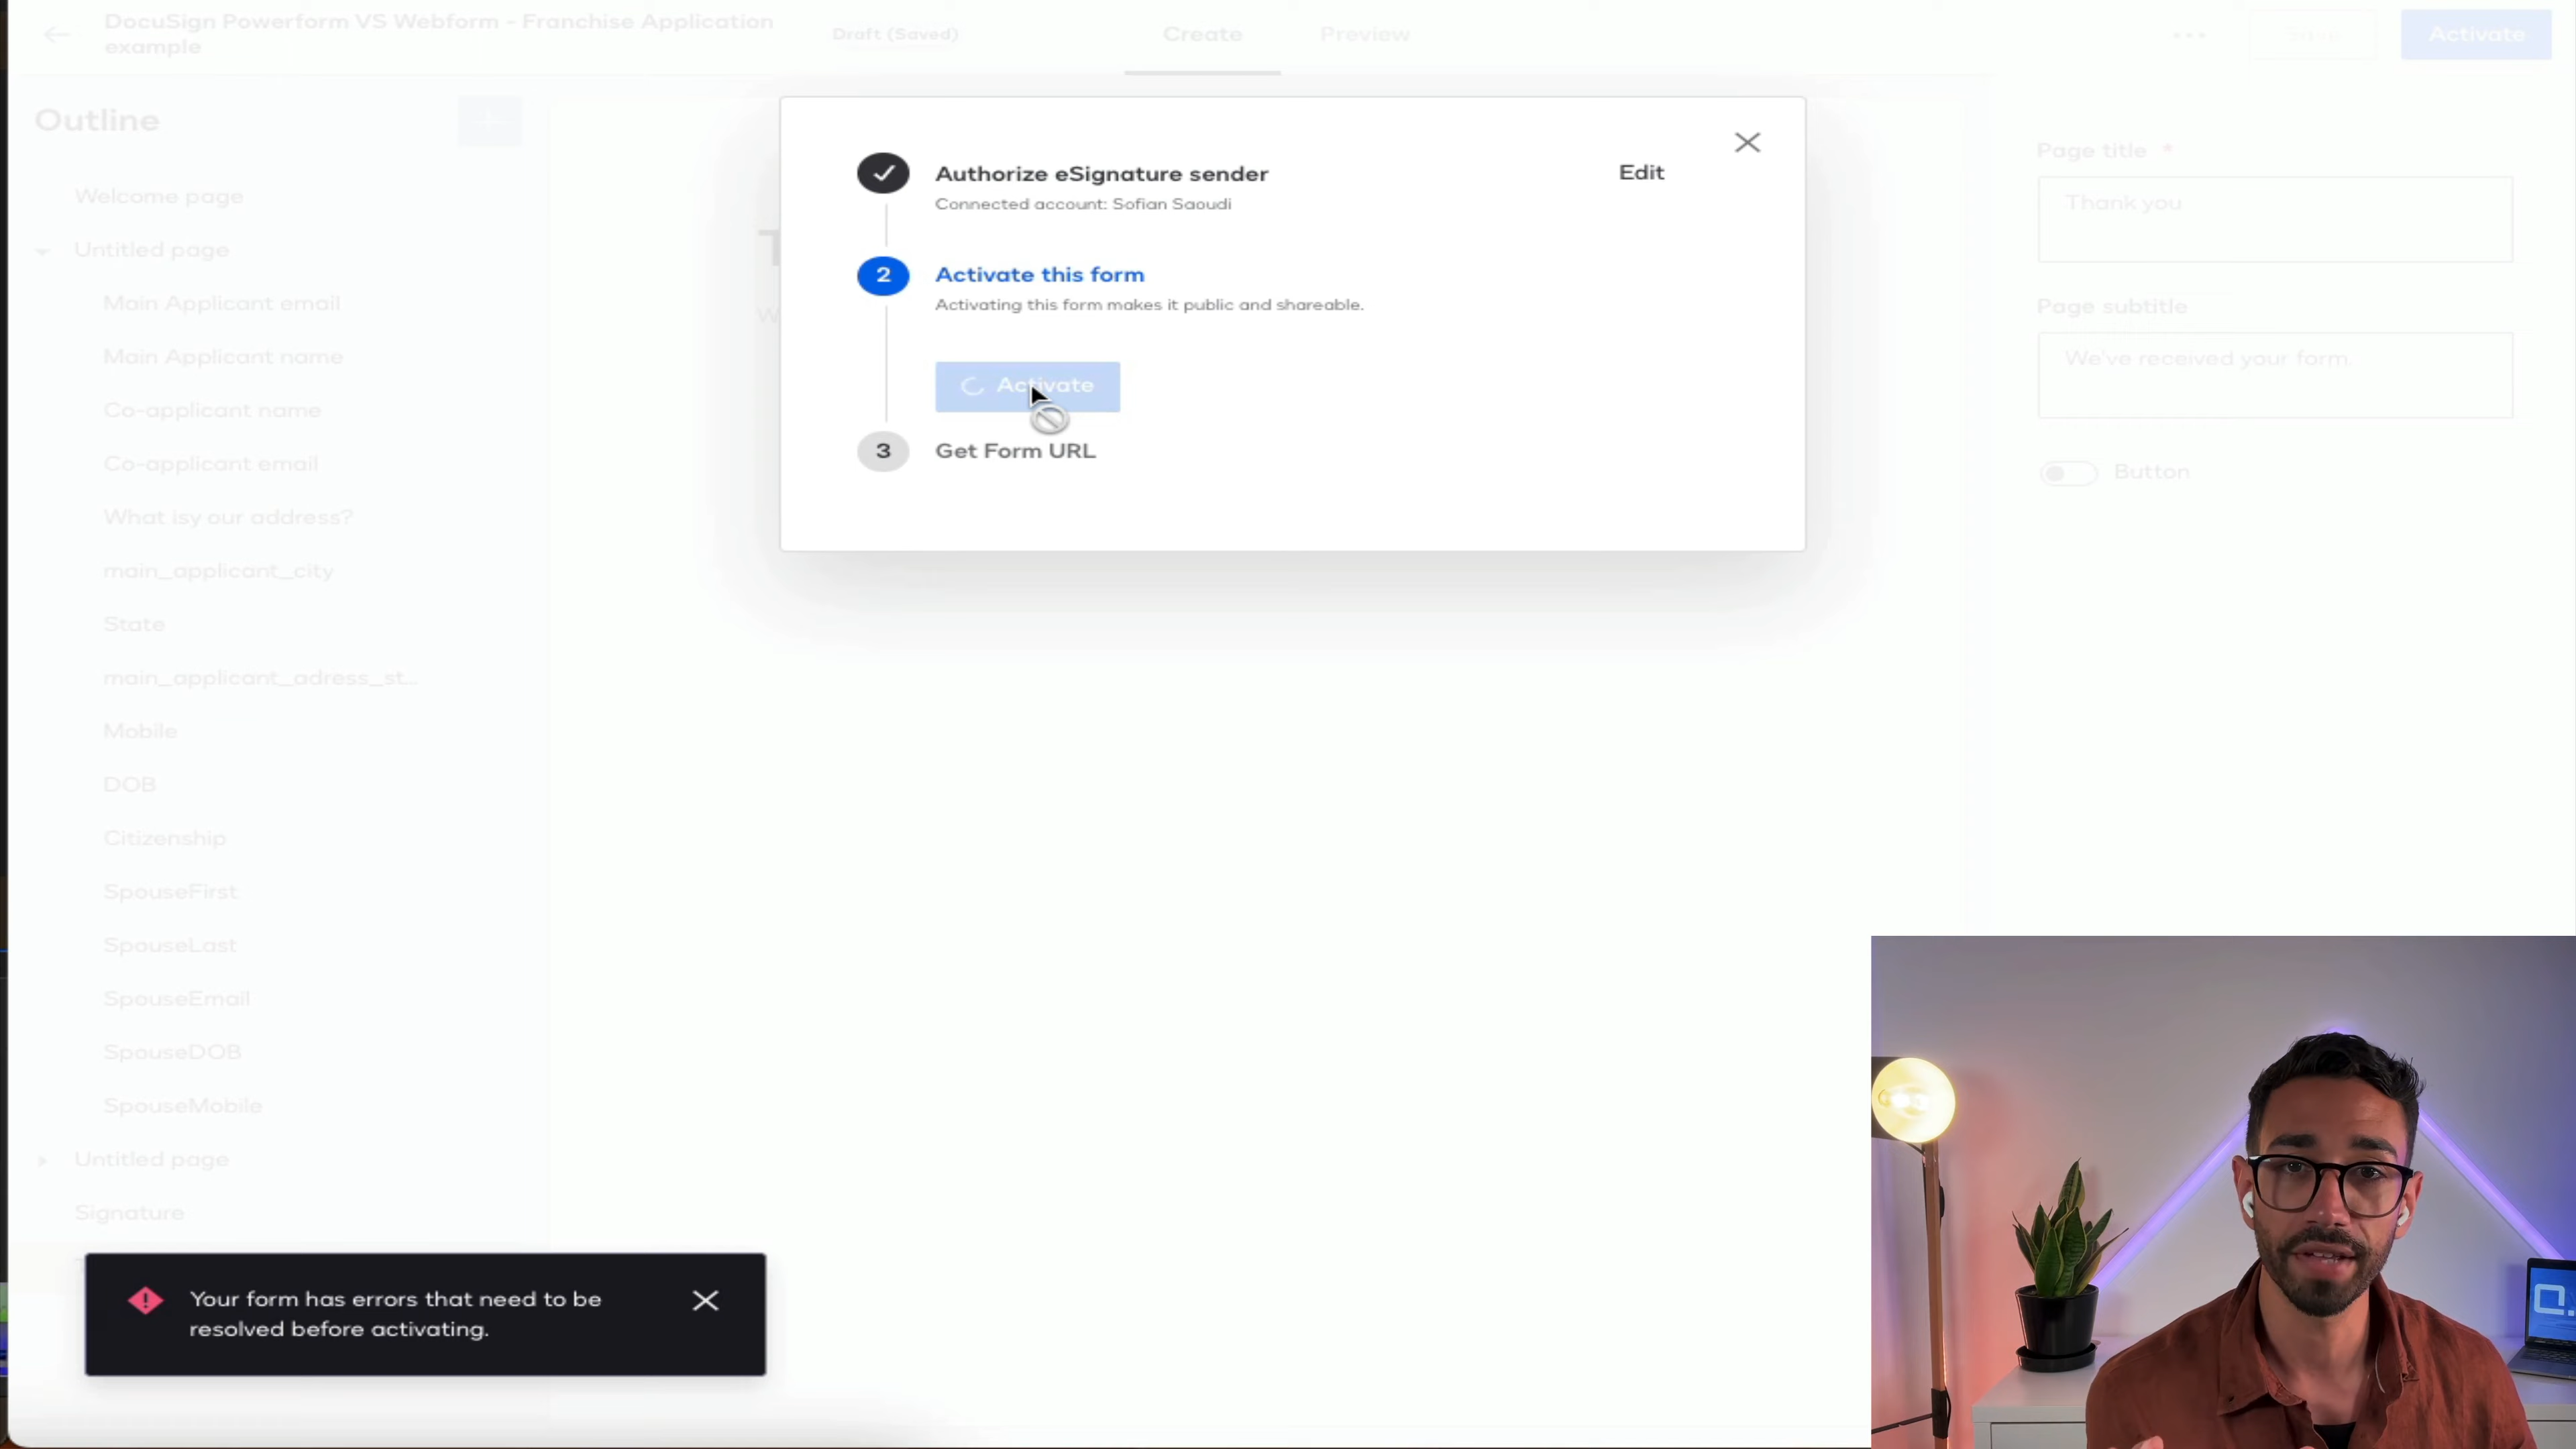 DocuSign Powerform VS Webform - Franchise Application
example
Draft (Saved)
Create
Preview
Save
Activate
Outline
Welcome page
Untitled page
Main Applicant email
Main Applicant name
Co-applicant name
Co-applicant email
What isy our address?
main_applicant_city
State
main_applicant_adress_st...
Mobile
DOB
Citizenship
SpouseFirst
SpouseLast
SpouseEmail
SpouseDOB
SpouseMobile
Untitled page
Signature
Authorize eSignature sender
Edit
Connected account: Sofian Saoudi
2
Activate this form
Activating this form makes it public and shareable.
Activate
3
Get Form URL
Page title *
Thank you
Page subtitle
We've received your form.
Button
Your form has errors that need to be
resolved before activating.